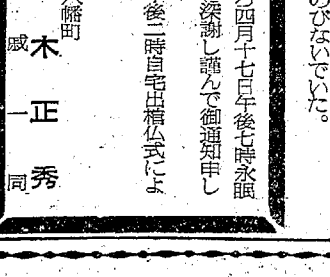 のびないでいた。
四月十七日午後七時永眠
深謝し謹んで御通知申し
後二時自宅出棺仏式によ
八幡町
木正秀
戚一同